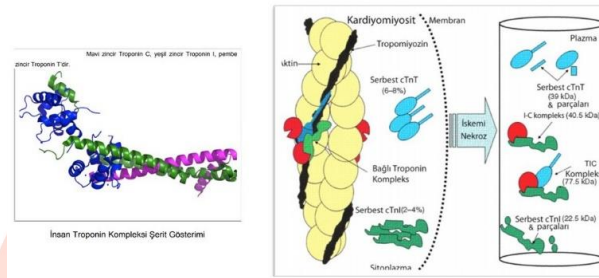 Mavi zincir Troponin C, yeşil zincir Troponin I, pembe
zincir Troponin T'dir.
İnsan Troponin Kompleksi Şerit Gösterimi
Kardiyomiyosit
Membran
Plazma
Tropomiyozin
ktin
Serbest cTnT
(6–8%)
Bağlı Troponin
Kompleks
Serbest cTnI(2–4%)
Sitoplazma
İskemi
Nekroz
Serbest cTnT
(39 kDa)
& parçaları
I-C kompleks (40.5 kDa)
TIC
Kompleks
(77.5 kDa)
Serbest cTnI (22.5 kDa)
& parçaları